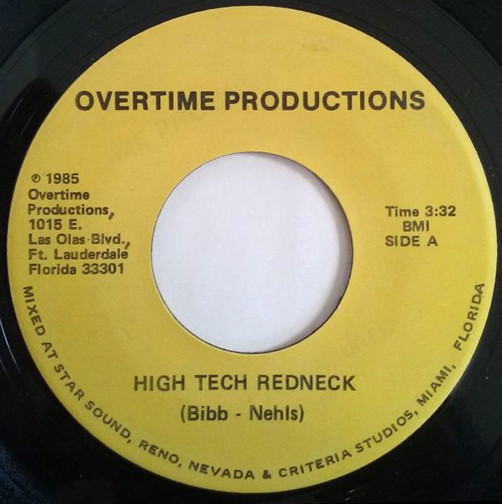 OVERTIME PRODUCTIONS
℗ 1985
Overtime
Productions,
1015 E.
Las Olas Blvd.,
Ft. Lauderdale
Florida 33301
Time 3:32
BMI
SIDE A
HIGH TECH REDNECK
(Bibb - Nehls)
MIXED AT STAR SOUND, RENO, NEVADA & CRITERIA STUDIOS, MIAMI, FLORIDA